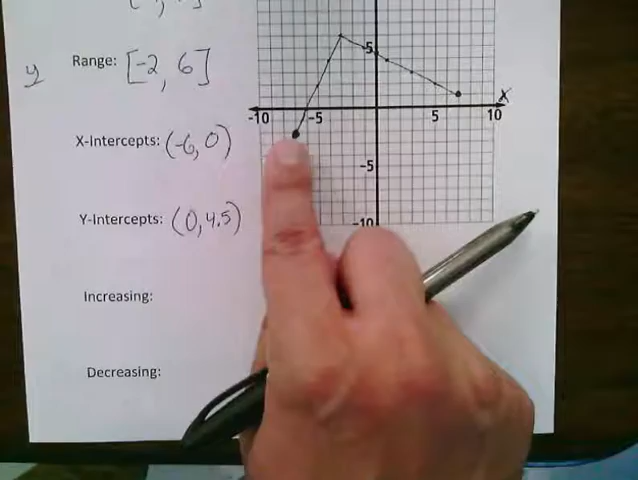 Range: [-2, 6]
y
X-Intercepts: (-6, 0)
Y-Intercepts: (0, 4.5)
Increasing:
Decreasing:
5
X
-10
-5
5
10
-5
-10